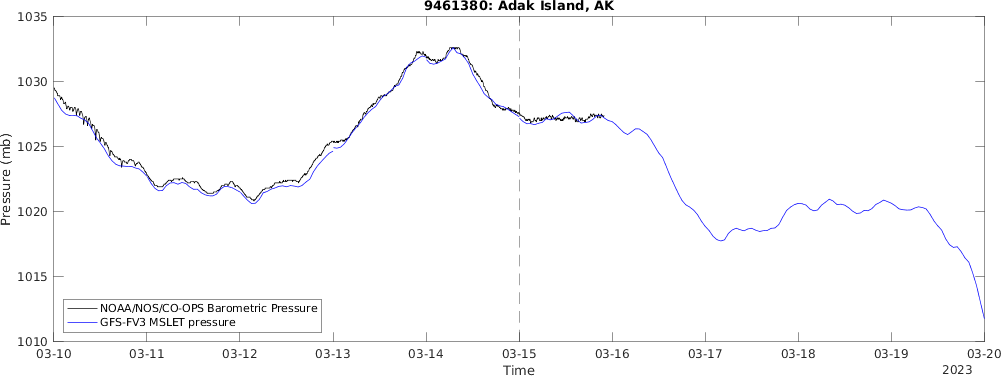 9461380: Adak Island, AK
1035
1030
1025
1020
1015
1010
Pressure (mb)
NOAA/NOS/CO-OPS Barometric Pressure
GFS-FV3 MSLET pressure
03-10 03-11 03-12 03-13 03-14 03-15 03-16 03-17 03-18 03-19 03-20
Time
2023